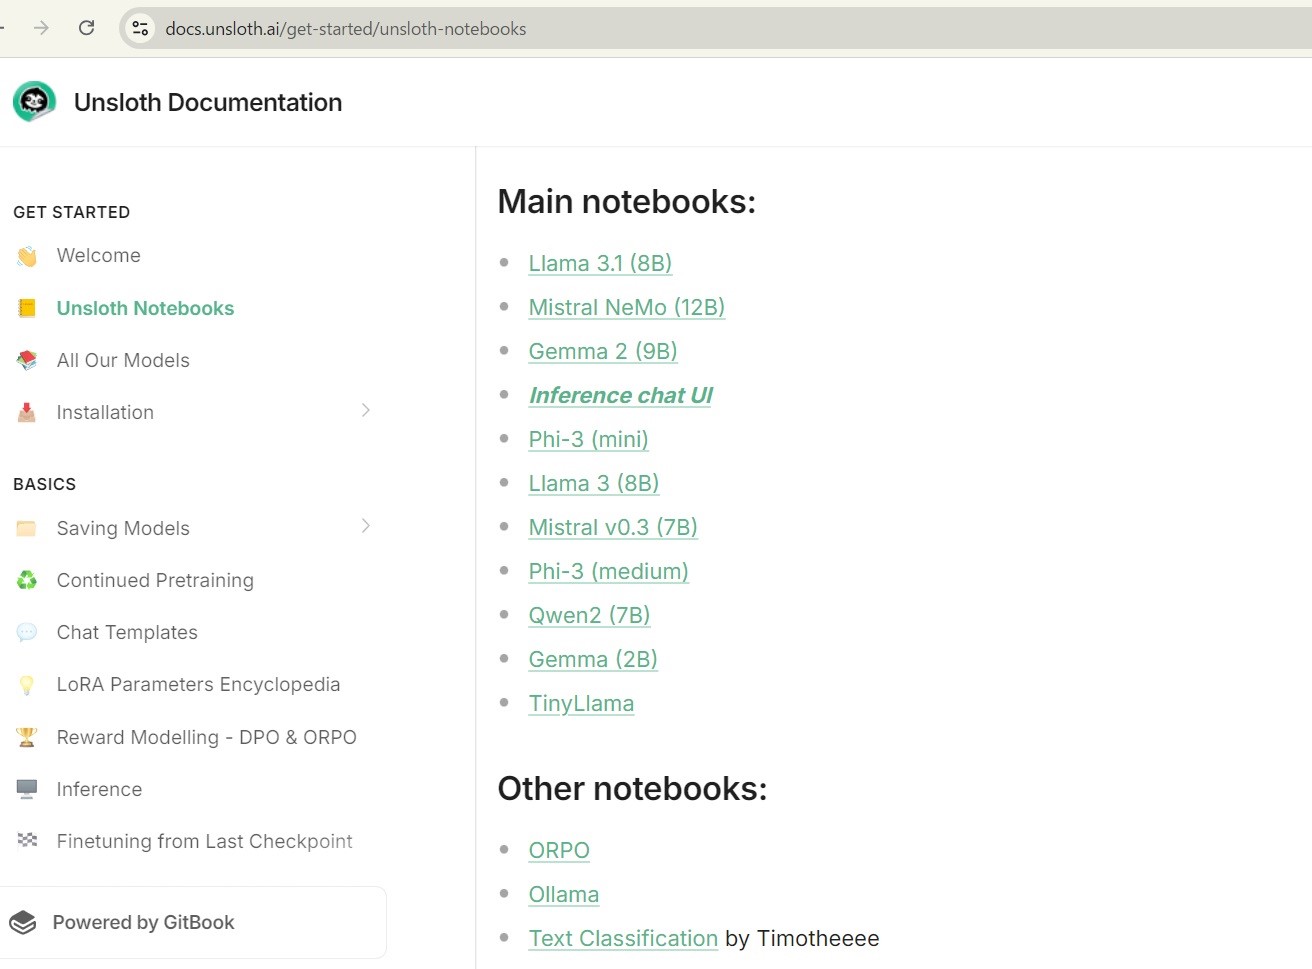 docs.unsloth.ai/get-started/unsloth-notebooks
Unsloth Documentation
GET STARTED
Welcome
Unsloth Notebooks
All Our Models
Installation
BASICS
Saving Models
Continued Pretraining
Chat Templates
LoRA Parameters Encyclopedia
Reward Modelling - DPO & ORPO
Inference
Finetuning from Last Checkpoint
Powered by GitBook
Main notebooks:
Llama 3.1 (8B)
Mistral NeMo (12B)
Gemma 2 (9B)
Inference chat UI
Phi-3 (mini)
Llama 3 (8B)
Mistral v0.3 (7B)
Phi-3 (medium)
Qwen2 (7B)
Gemma (2B)
TinyLlama
Other notebooks:
ORPO
Ollama
Text Classification by Timotheeee